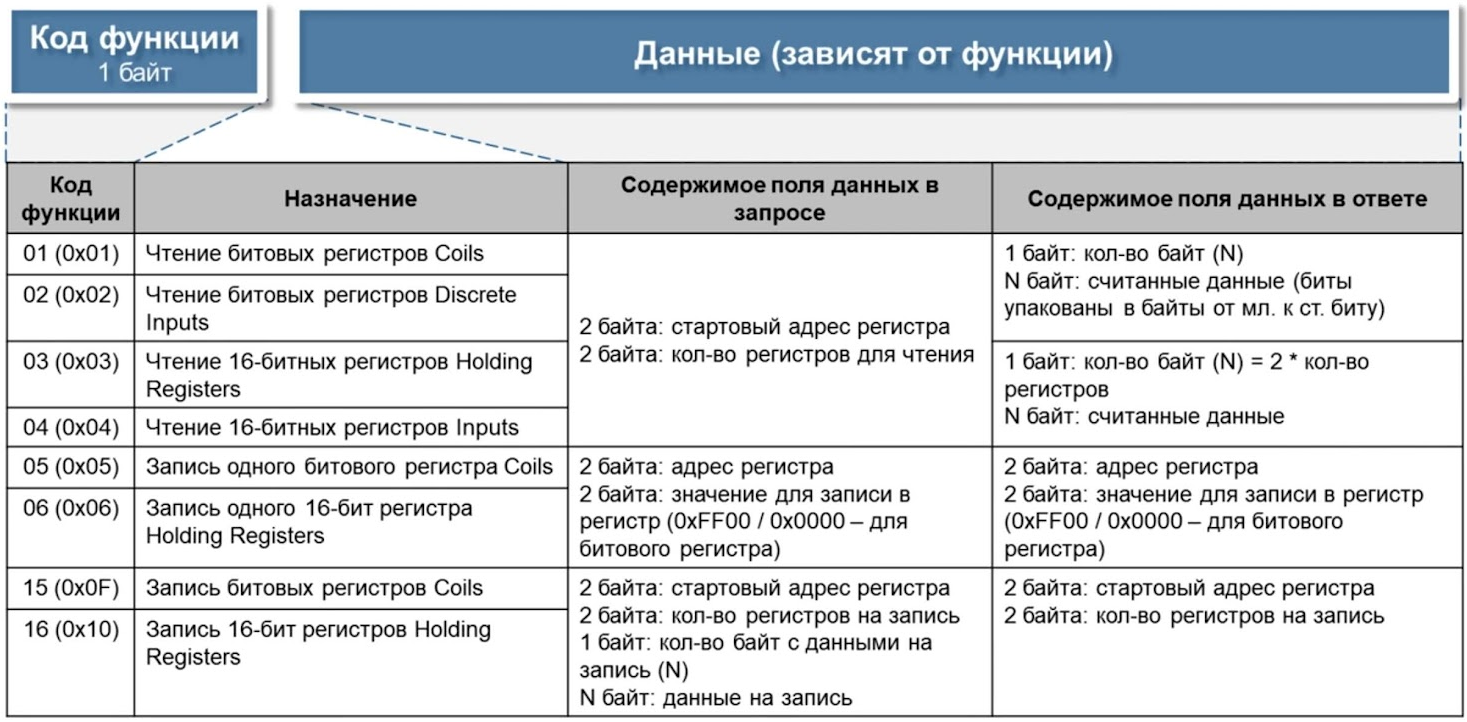 Код функции
1 байт
Данные (зависят от функции)
Код
функции
Назначение
Содержимое поля данных в
запросе
Содержимое поля данных в ответе
01 (0x01)
Чтение битовых регистров Coils
2 байта: стартовый адрес регистра
2 байта: кол-во регистров для чтения
1 байт: кол-во байт (N)
N байт: считанные данные (биты
упакованы в байты от мл. к ст. биту)
02 (0x02)
Чтение битовых регистров Discrete
Inputs
03 (0x03)
Чтение 16-битных регистров Holding
Registers
1 байт: кол-во байт (N) = 2 * кол-во
регистров
N байт: считанные данные
04 (0x04)
Чтение 16-битных регистров Inputs
05 (0x05)
Запись одного битового регистра Coils
2 байта: адрес регистра
2 байта: значение для записи в
регистр (0xFF00 / 0x0000 – для
битового регистра)
2 байта: адрес регистра
2 байта: значение для записи в регистр
(0xFF00 / 0x0000 – для битового
регистра)
06 (0x06)
Запись одного 16-бит регистра
Holding Registers
15 (0x0F)
Запись битовых регистров Coils
2 байта: стартовый адрес регистра
2 байта: кол-во регистров на запись
1 байт: кол-во байт с данными на
запись (N)
N байт: данные на запись
2 байта: стартовый адрес регистра
2 байта: кол-во регистров на запись
16 (0x10)
Запись 16-бит регистров Holding
Registers